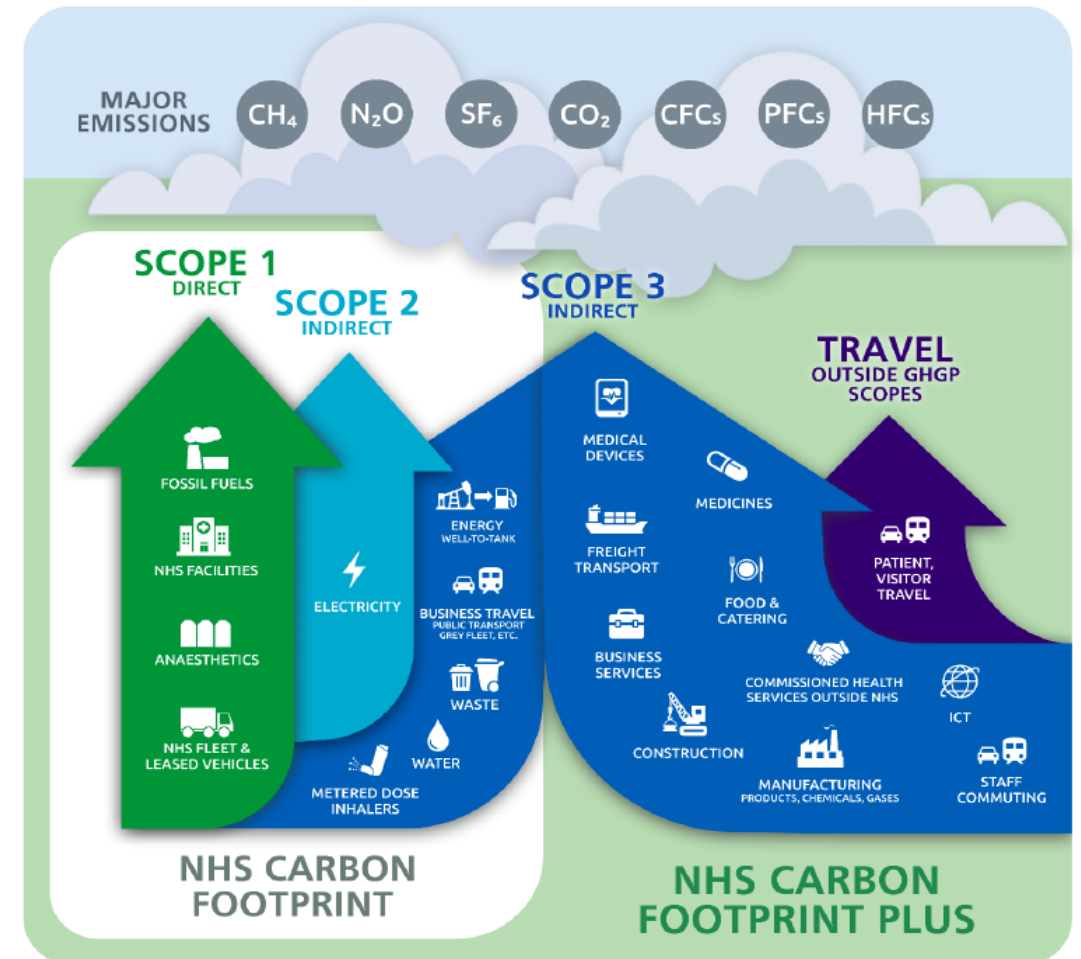 MAJOR
EMISSIONS
CH₄
N₂O
SF₆
CO₂
CFCs
PFCs
HFCs
SCOPE 1
DIRECT
SCOPE 2
INDIRECT
SCOPE 3
INDIRECT
TRAVEL
OUTSIDE GHGP
SCOPES
FOSSIL FUELS
NHS FACILITIES
ANAESTHETICS
NHS FLEET &
LEASED VEHICLES
ELECTRICITY
ENERGY
WELL-TO-TANK
BUSINESS TRAVEL
PUBLIC TRANSPORT
GREY FLEET, ETC.
WASTE
WATER
METERED DOSE
INHALERS
MEDICAL
DEVICES
MEDICINES
FREIGHT
TRANSPORT
FOOD &
CATERING
BUSINESS
SERVICES
COMMISSIONED HEALTH
SERVICES OUTSIDE NHS
CONSTRUCTION
MANUFACTURING
PRODUCTS, CHEMICALS, GASES
ICT
STAFF
COMMUTING
PATIENT,
VISITOR
TRAVEL
NHS CARBON
FOOTPRINT
NHS CARBON
FOOTPRINT PLUS